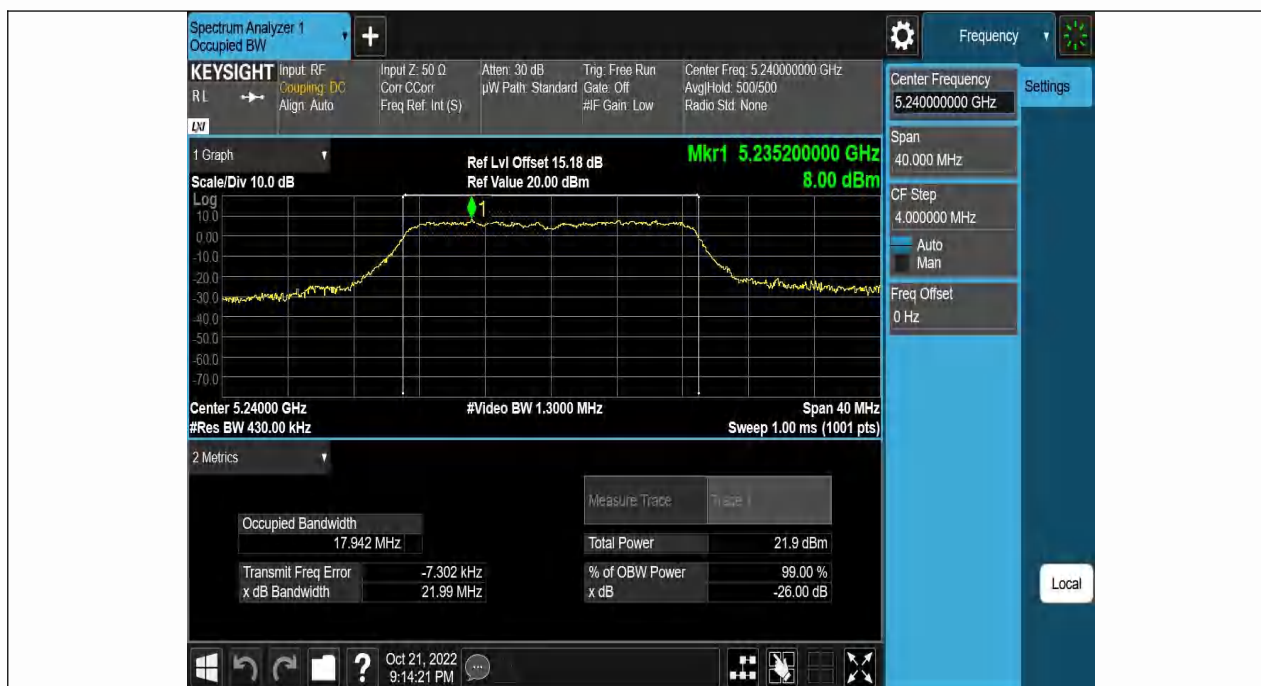 Spectrum Analyzer 1
Occupied BW
Frequency
KEYSIGHT
RL
LXI
Input: RF
Coupling: DC
Align: Auto
Input Z: 50 Ω
Corr CCorr
Freq Ref: Int (S)
Atten: 30 dB
µW Path: Standard
Trig: Free Run
Gate: Off
#IF Gain: Low
Center Freq: 5.240000000 GHz
Avg|Hold: 500/500
Radio Std: None
Center Frequency
5.240000000 GHz
Settings
Span
40.000 MHz
CF Step
4.000000 MHz
Auto
Man
Freq Offset
0 Hz
1 Graph
Scale/Div 10.0 dB
Ref Lvl Offset 15.18 dB
Ref Value 20.00 dBm
Mkr1 5.235200000 GHz
8.00 dBm
Log
1
10.0
0.00
-10.0
-20.0
-30.0
-40.0
-50.0
-60.0
-70.0
Center 5.24000 GHz
#Res BW 430.00 kHz
#Video BW 1.3000 MHz
Span 40 MHz
Sweep 1.00 ms (1001 pts)
2 Metrics
Measure Trace
Trace 1
Occupied Bandwidth
17.942 MHz
Total Power
21.9 dBm
Transmit Freq Error
-7.302 kHz
% of OBW Power
99.00 %
x dB Bandwidth
21.99 MHz
x dB
-26.00 dB
Local
?
Oct 21, 2022
9:14:21 PM